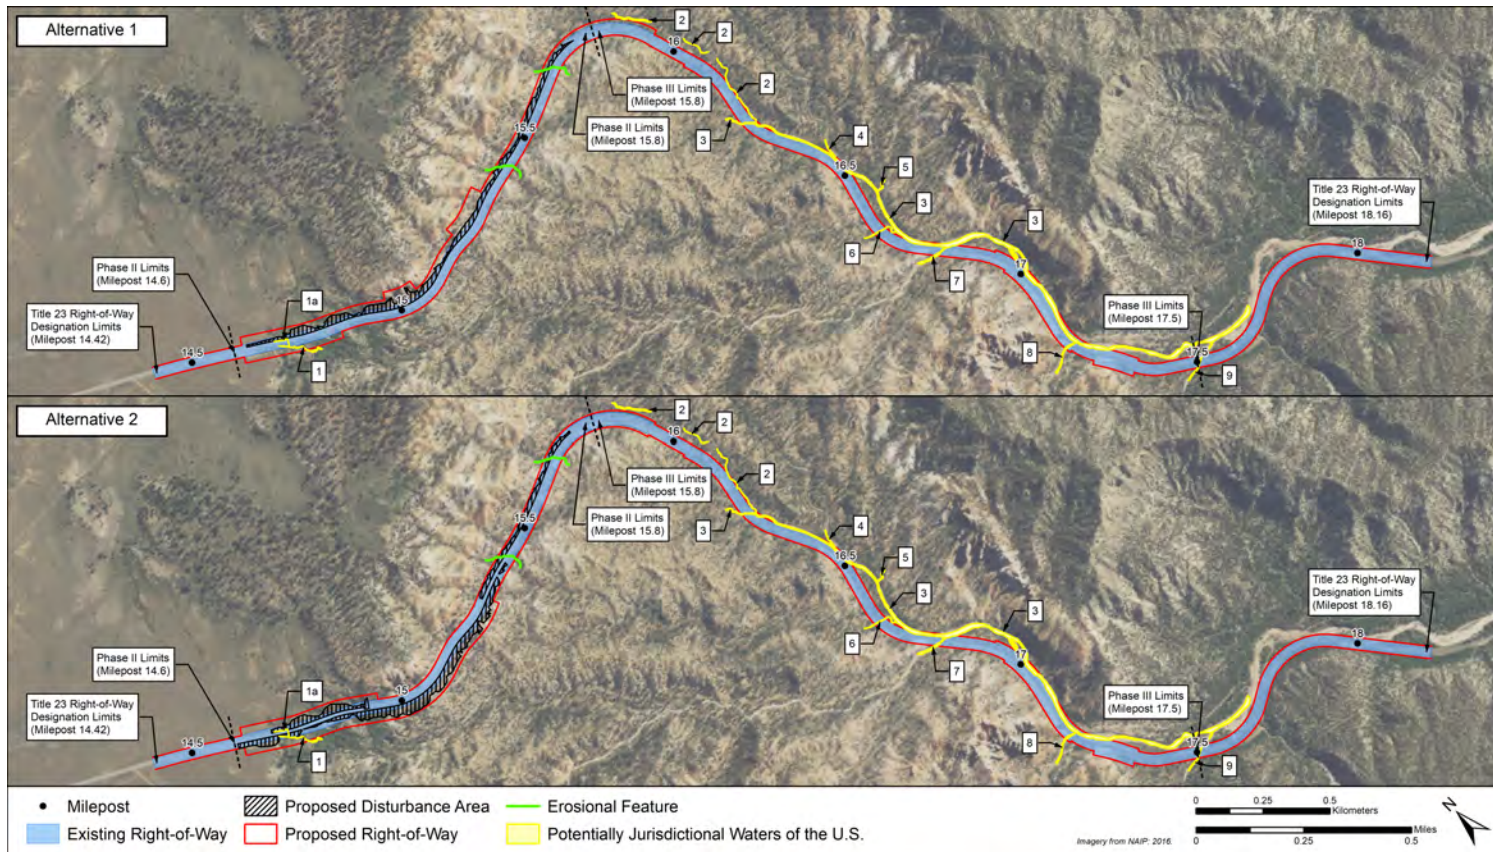 Alternative 1
2
2
16
Phase III Limits
(Milepost 15.8)
2
15.5
Phase II Limits
(Milepost 15.8)
3
4
16.5
5
3
3
6
7
17
Title 23 Right-of-Way
Designation Limits
(Milepost 18.16)
18
Phase II Limits
(Milepost 14.6)
1a
15
Title 23 Right-of-Way
Designation Limits
(Milepost 14.42)
14.5
1
Phase III Limits
(Milepost 17.5)
8
17.5
9
Alternative 2
2
2
16
Phase III Limits
(Milepost 15.8)
2
15.5
Phase II Limits
(Milepost 15.8)
3
4
16.5
5
3
3
6
7
17
Title 23 Right-of-Way
Designation Limits
(Milepost 18.16)
18
Phase II Limits
(Milepost 14.6)
1a
15
Title 23 Right-of-Way
Designation Limits
(Milepost 14.42)
14.5
1
Phase III Limits
(Milepost 17.5)
8
17.5
9
Milepost
Proposed Disturbance Area
Erosional Feature
Existing Right-of-Way
Proposed Right-of-Way
Potentially Jurisdictional Waters of the U.S.
Imagery from NAIP: 2016.
0 0.25 0.5
Kilometers
Miles
0 0.25 0.5
N